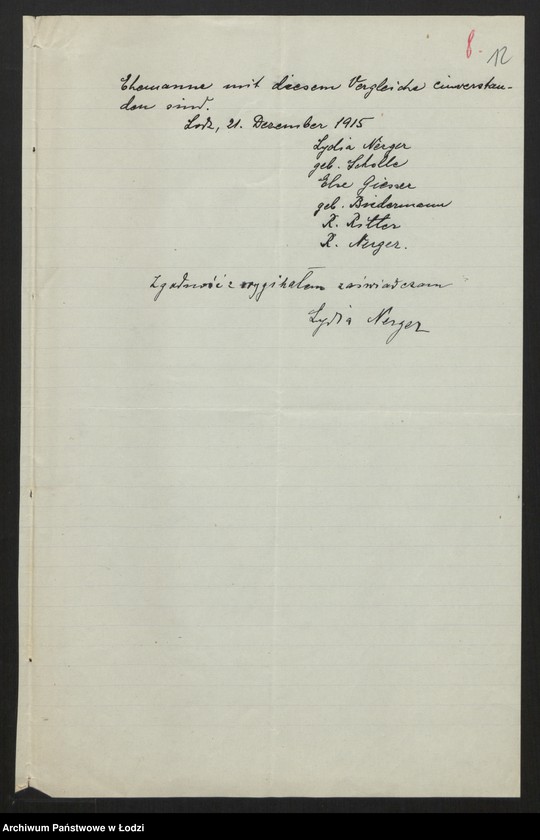 8.
12
Ehemanne mit diesem Vergleiche einverstan-
den sind.
Lodz, 21. Dezember 1915
Lydia Nerger
geb. Scholle
Else Giesser
geb. Biedermann
R. Ritter
R. Nerger.
Zgodność z oryginałem zaświadczam
Lydia Nerger
Archiwum Państwowe w Łodzi